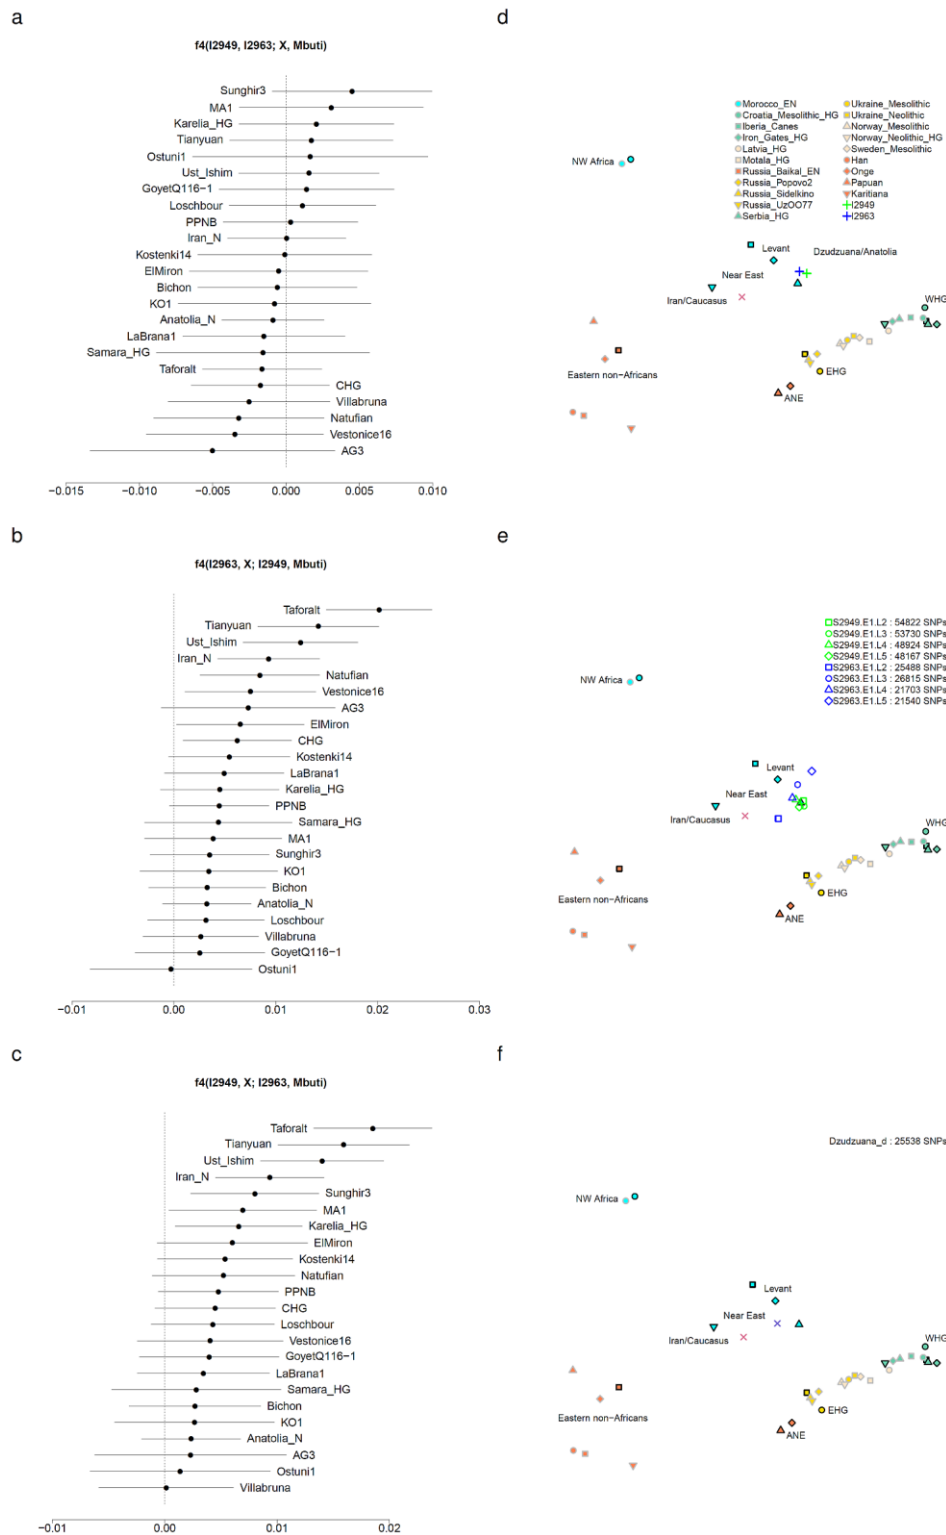 a
f4(I2949, I2963; X, Mbuti)
Sunghir3
MA1
Karelia_HG
Tianyuan
Ostuni1
Ust_Ishim
GoyetQ116−1
Loschbour
PPNB
Iran_N
Kostenki14
ElMiron
Bichon
KO1
Anatolia_N
LaBrana1
Samara_HG
Taforalt
CHG
Villabruna
Natufian
Vestonice16
AG3
−0.015 −0.010 −0.005 0.000 0.005 0.010
b
f4(I2963, X; I2949, Mbuti)
Taforalt
Tianyuan
Ust_Ishim
Iran_N
Natufian
Vestonice16
AG3
ElMiron
CHG
Kostenki14
LaBrana1
Karelia_HG
PPNB
Samara_HG
MA1
Sunghir3
KO1
Bichon
Anatolia_N
Loschbour
Villabruna
GoyetQ116−1
Ostuni1
−0.01 0.00 0.01 0.02 0.03
c
f4(I2949, X; I2963, Mbuti)
Taforalt
Tianyuan
Ust_Ishim
Iran_N
Sunghir3
MA1
Karelia_HG
ElMiron
Kostenki14
Natufian
PPNB
CHG
Loschbour
Vestonice16
GoyetQ116−1
LaBrana1
Samara_HG
Bichon
KO1
Anatolia_N
AG3
Ostuni1
Villabruna
−0.01 0.00 0.01 0.02
d
Morocco_EN
Croatia_Mesolithic_HG
Iberia_Canes
Iron_Gates_HG
Latvia_HG
Motala_HG
Russia_Baikal_EN
Russia_Popovo2
Russia_Sidelkino
Russia_UzOO77
Serbia_HG
Ukraine_Mesolithic
Ukraine_Neolithic
Norway_Mesolithic
Norway_Neolithic_HG
Sweden_Mesolithic
Han
Onge
Papuan
Karitiana
I2949
I2963
NW Africa
Levant
Dzudzuana/Anatolia
Near East
Iran/Caucasus
WHG
Eastern non−Africans
EHG
ANE
e
S2949.E1.L2 : 54822 SNPs
S2949.E1.L3 : 53730 SNPs
S2949.E1.L4 : 48924 SNPs
S2949.E1.L5 : 48167 SNPs
S2963.E1.L2 : 25488 SNPs
S2963.E1.L3 : 26815 SNPs
S2963.E1.L4 : 21703 SNPs
S2963.E1.L5 : 21540 SNPs
NW Africa
Levant
Near East
Iran/Caucasus
WHG
Eastern non−Africans
EHG
ANE
f
Dzudzuana_d : 25538 SNPs
NW Africa
Levant
Near East
Iran/Caucasus
WHG
Eastern non−Africans
EHG
ANE